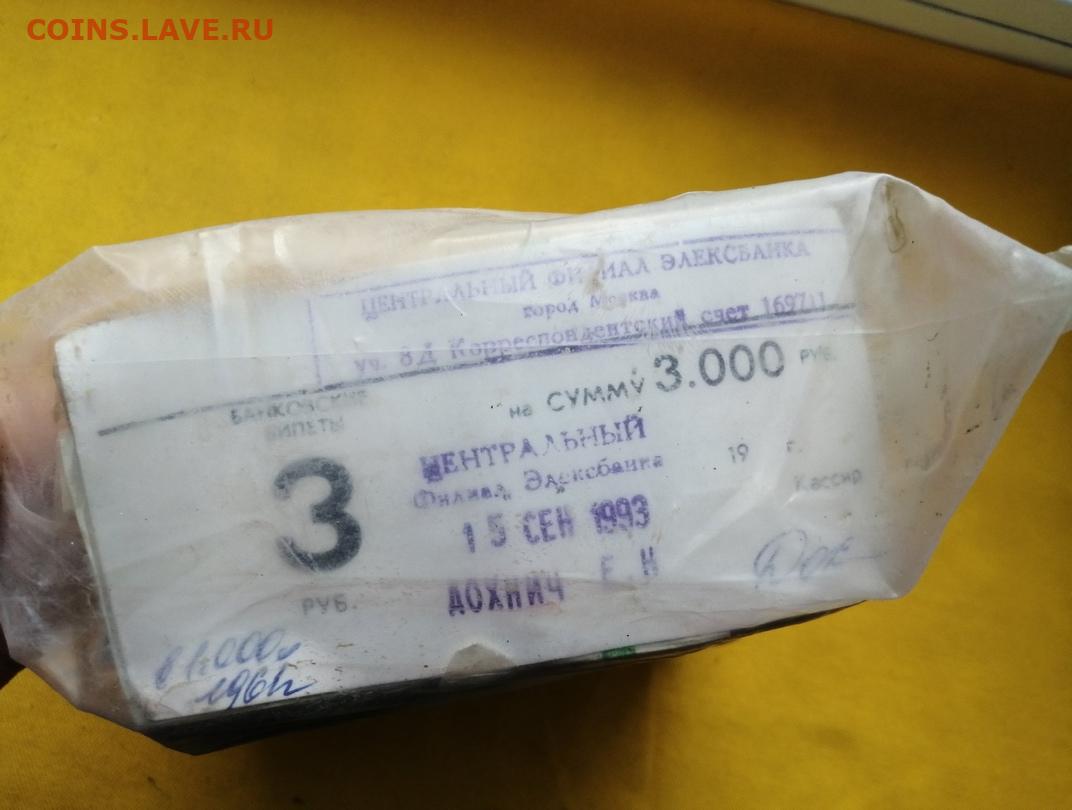 COINS.LAVE.RU
ЦЕНТРАЛЬНЫЙ ФИЛИАЛ ЭЛЕКСБАНКА
город Москва
уч. 8Д Корреспондентский счет 169711
БАНКОВСКИЕ
БИЛЕТЫ
на СУММУ 3.000 РУБ.
3
РУБ.
ЦЕНТРАЛЬНЫЙ
Филиал Элексбанка
19 г.
Кассир
15 СЕН 1993
ДОХНИЧ Е Н
1961г